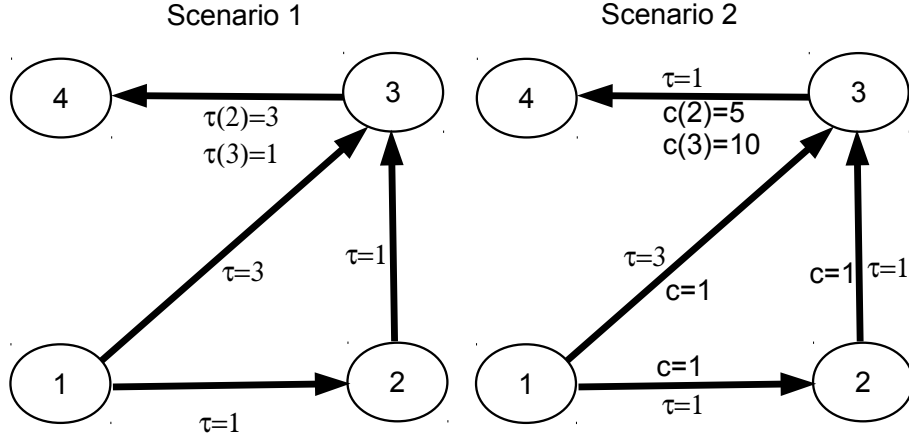 Scenario 1
4
3
τ(2)=3
τ(3)=1
τ=3
τ=1
1
2
τ=1
Scenario 2
4
τ=1
3
c(2)=5
c(3)=10
τ=3
c=1
c=1
τ=1
1
c=1
2
τ=1